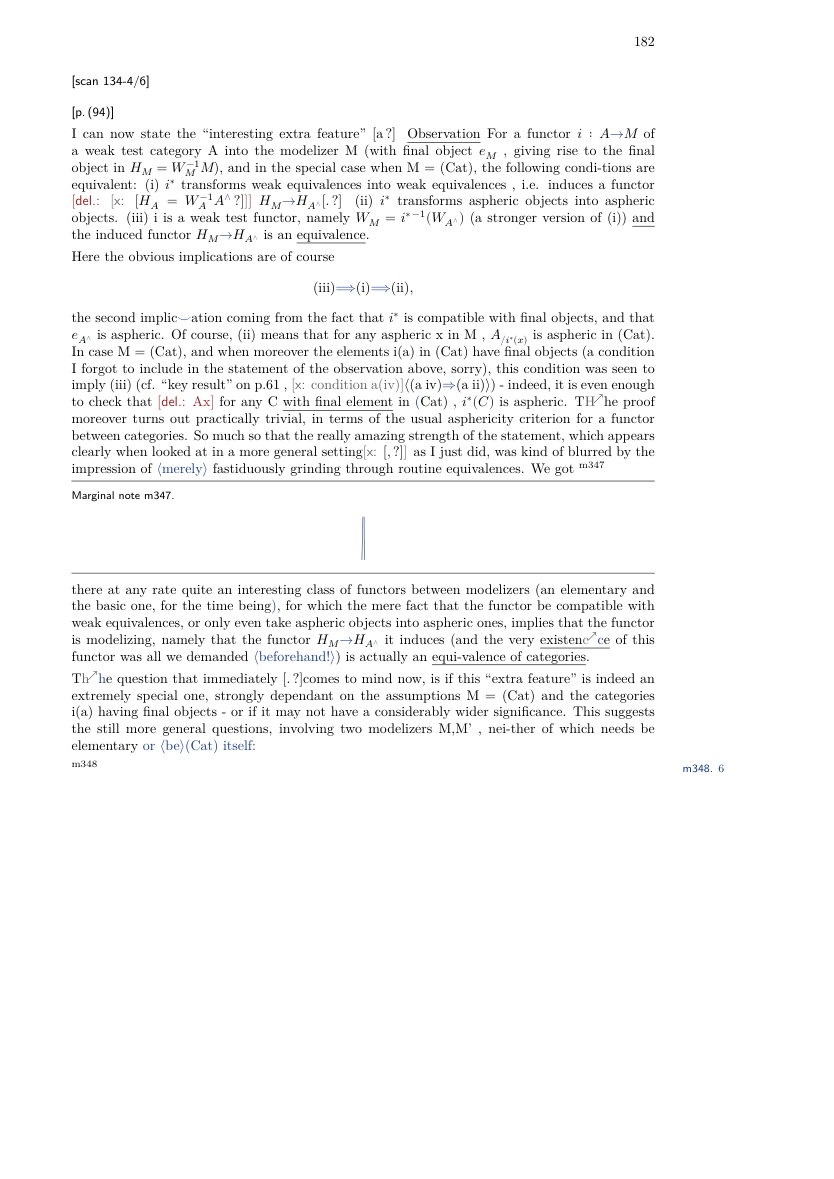 182
[scan 134-4/6]
[p. (94)]
I can now state the “interesting extra feature” [a ?] Observation For a functor i : A→M of
a weak test category A into the modelizer M (with final object e_M , giving rise to the final
object in H_M = W_M^{-1}M), and in the special case when M = (Cat), the following condi-tions are
equivalent: (i) i* transforms weak equivalences into weak equivalences , i.e. induces a functor
[del.: [x: [H_A = W_A^{-1}A^∧ ?]]] H_M→H_{A^∧}[. ?] (ii) i* transforms aspheric objects into aspheric
objects. (iii) i is a weak test functor, namely W_M = i*^{-1}(W_{A^∧}) (a stronger version of (i)) and
the induced functor H_M→H_{A^∧} is an equivalence.
Here the obvious implications are of course
(iii)⟹(i)⟹(ii),
the second implic‿ation coming from the fact that i* is compatible with final objects, and that
e_{A^∧} is aspheric. Of course, (ii) means that for any aspheric x in M , A_{/i*(x)} is aspheric in (Cat).
In case M = (Cat), and when moreover the elements i(a) in (Cat) have final objects (a condition
I forgot to include in the statement of the observation above, sorry), this condition was seen to
imply (iii) (cf. “key result” on p.61 , [x: condition a(iv)]⟨(a iv)⇒(a ii)⟩) - indeed, it is even enough
to check that [del.: Ax] for any C with final element in (Cat) , i*(C) is aspheric. TH↗he proof
moreover turns out practically trivial, in terms of the usual asphericity criterion for a functor
between categories. So much so that the really amazing strength of the statement, which appears
clearly when looked at in a more general setting[x: [, ?]] as I just did, was kind of blurred by the
impression of ⟨merely⟩ fastiduously grinding through routine equivalences. We got m347
Marginal note m347.
there at any rate quite an interesting class of functors between modelizers (an elementary and
the basic one, for the time being), for which the mere fact that the functor be compatible with
weak equivalences, or only even take aspheric objects into aspheric ones, implies that the functor
is modelizing, namely that the functor H_M→H_{A^∧} it induces (and the very existenc↗ce of this
functor was all we demanded ⟨beforehand!⟩) is actually an equi-valence of categories.
Th↗he question that immediately [. ?]comes to mind now, is if this “extra feature” is indeed an
extremely special one, strongly dependant on the assumptions M = (Cat) and the categories
i(a) having final objects - or if it may not have a considerably wider significance. This suggests
the still more general questions, involving two modelizers M,M’ , nei-ther of which needs be
elementary or ⟨be⟩(Cat) itself:
m348
m348. 6